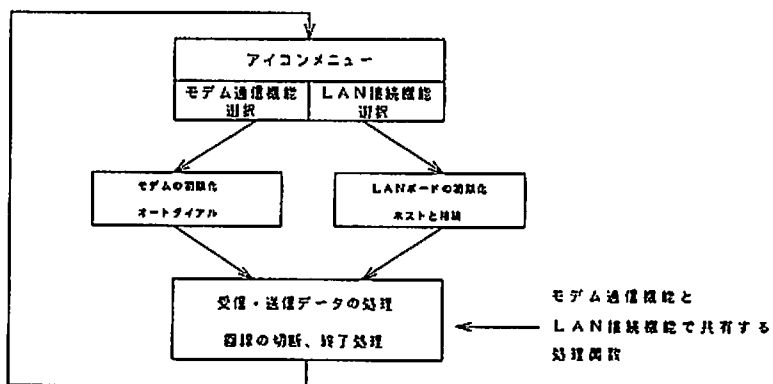 アイコンメニュー
モデム通信機能
選択
LAN接続機能
選択
モデムの初期化
オートダイアル
LANボードの初期化
ホストと接続
受信・送信データの処理
回線の切断、終了処理
モデム通信機能と
LAN接続機能で共有する
処理関数